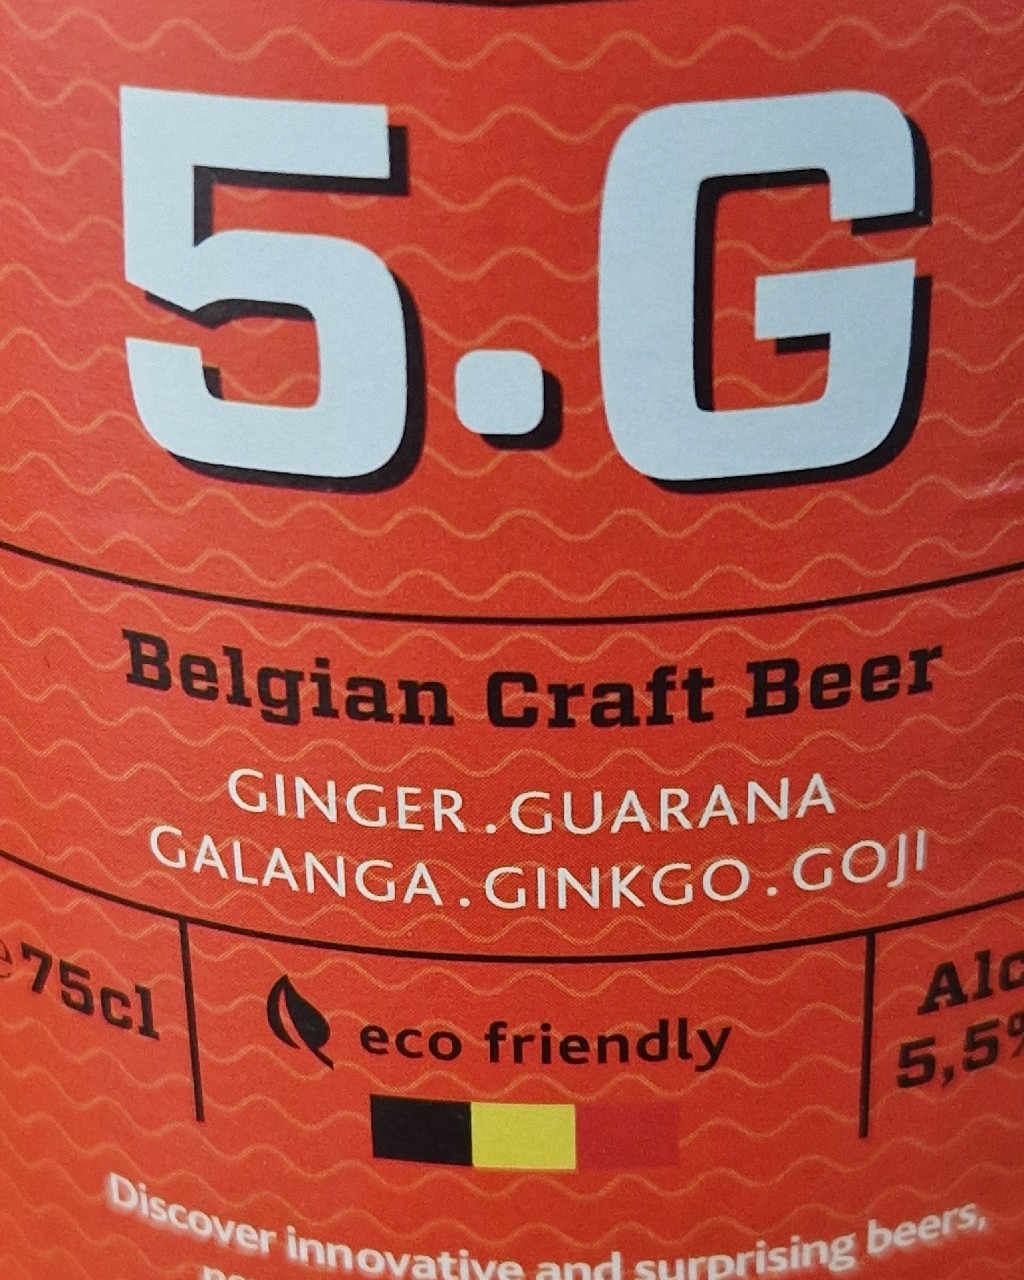 5.G
Belgian Craft Beer
GINGER . GUARANA
GALANGA . GINKGO . GOJI
e75cl
eco friendly
Alc
5,5%
Discover innovative and surprising beers,